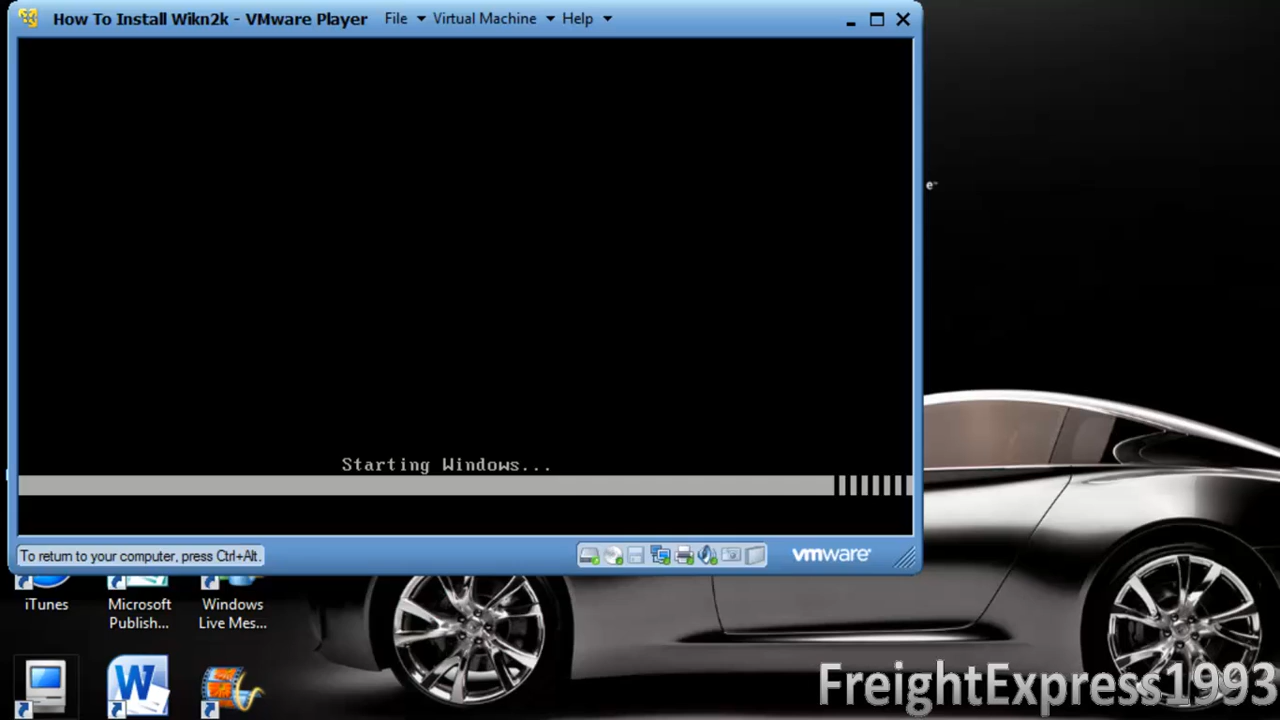 How To Install Wikn2k - VMware Player File Virtual Machine Help
e™
Starting Windows...
To return to your computer, press Ctrl+Alt.
vmware
iTunes
Microsoft Publish...
Windows Live Mes...
W
FreightExpress1993